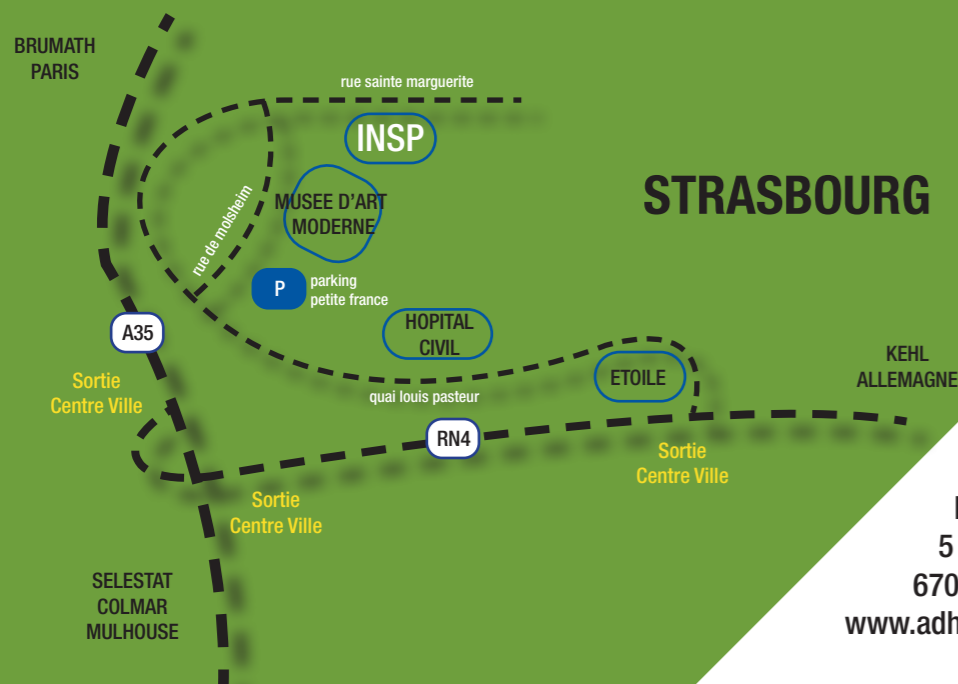 BRUMATH
PARIS
rue sainte marguerite
INSP
STRASBOURG
MUSEE D'ART
MODERNE
rue de molsheim
P
parking
petite france
A35
HOPITAL
CIVIL
KEHL
ALLEMAGNE
ETOILE
Sortie
Centre Ville
quai louis pasteur
RN4
Sortie
Centre Ville
Sortie
Centre Ville
5
670
www.adh
SELESTAT
COLMAR
MULHOUSE